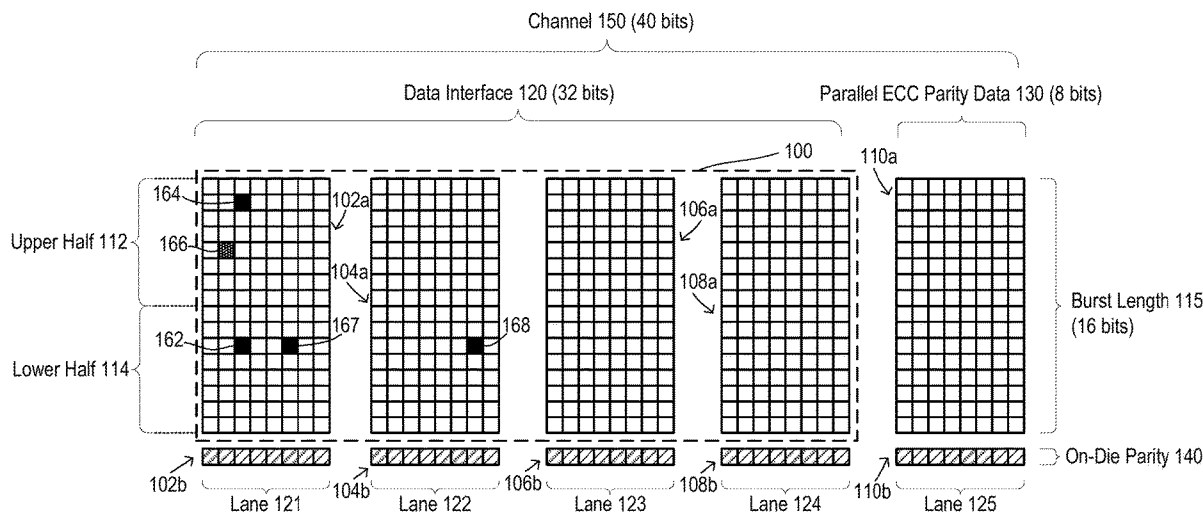 Channel 150 (40 bits)
Data Interface 120 (32 bits)
Parallel ECC Parity Data 130 (8 bits)
100
110a
164
102a
106a
Upper Half 112
166
104a
108a
Burst Length 115
(16 bits)
162
167
168
Lower Half 114
On-Die Parity 140
102b
104b
106b
108b
110b
Lane 121
Lane 122
Lane 123
Lane 124
Lane 125